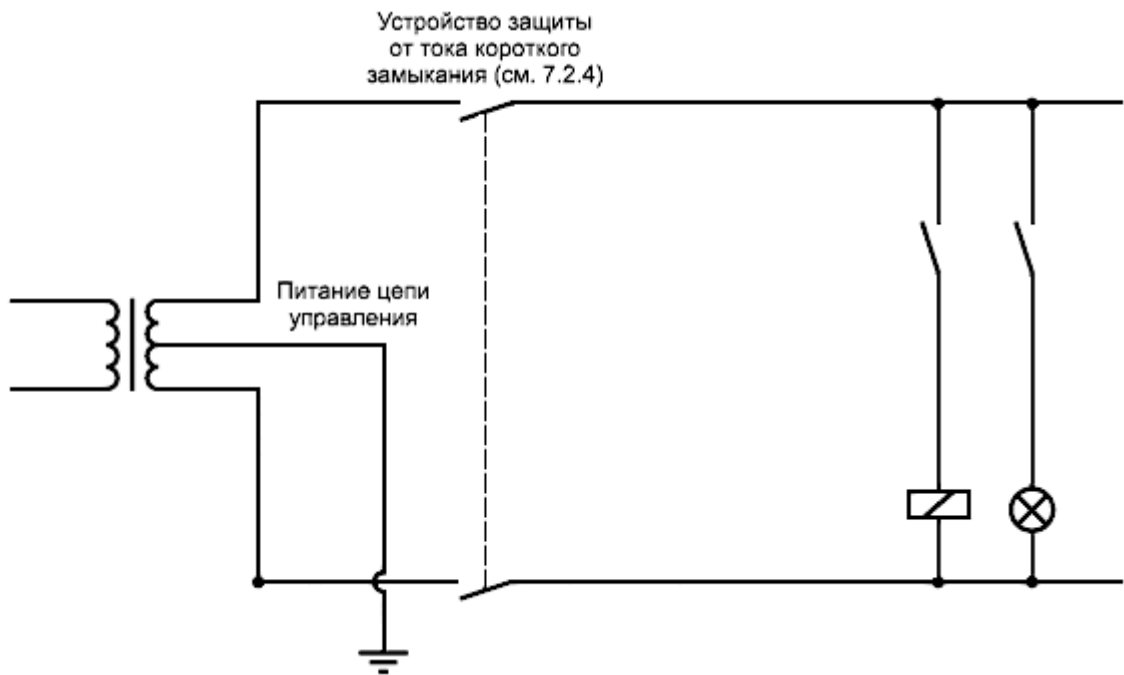 Устройство защиты
от тока короткого
замыкания (см. 7.2.4)
Питание цепи
управления